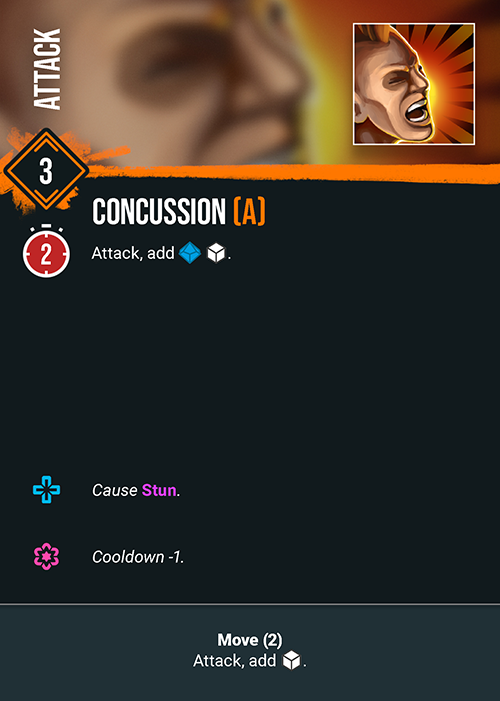 ATTACK
3
CONCUSSION (A)
2
Attack, add .
Cause Stun.
Cooldown -1.
Move (2)
Attack, add .